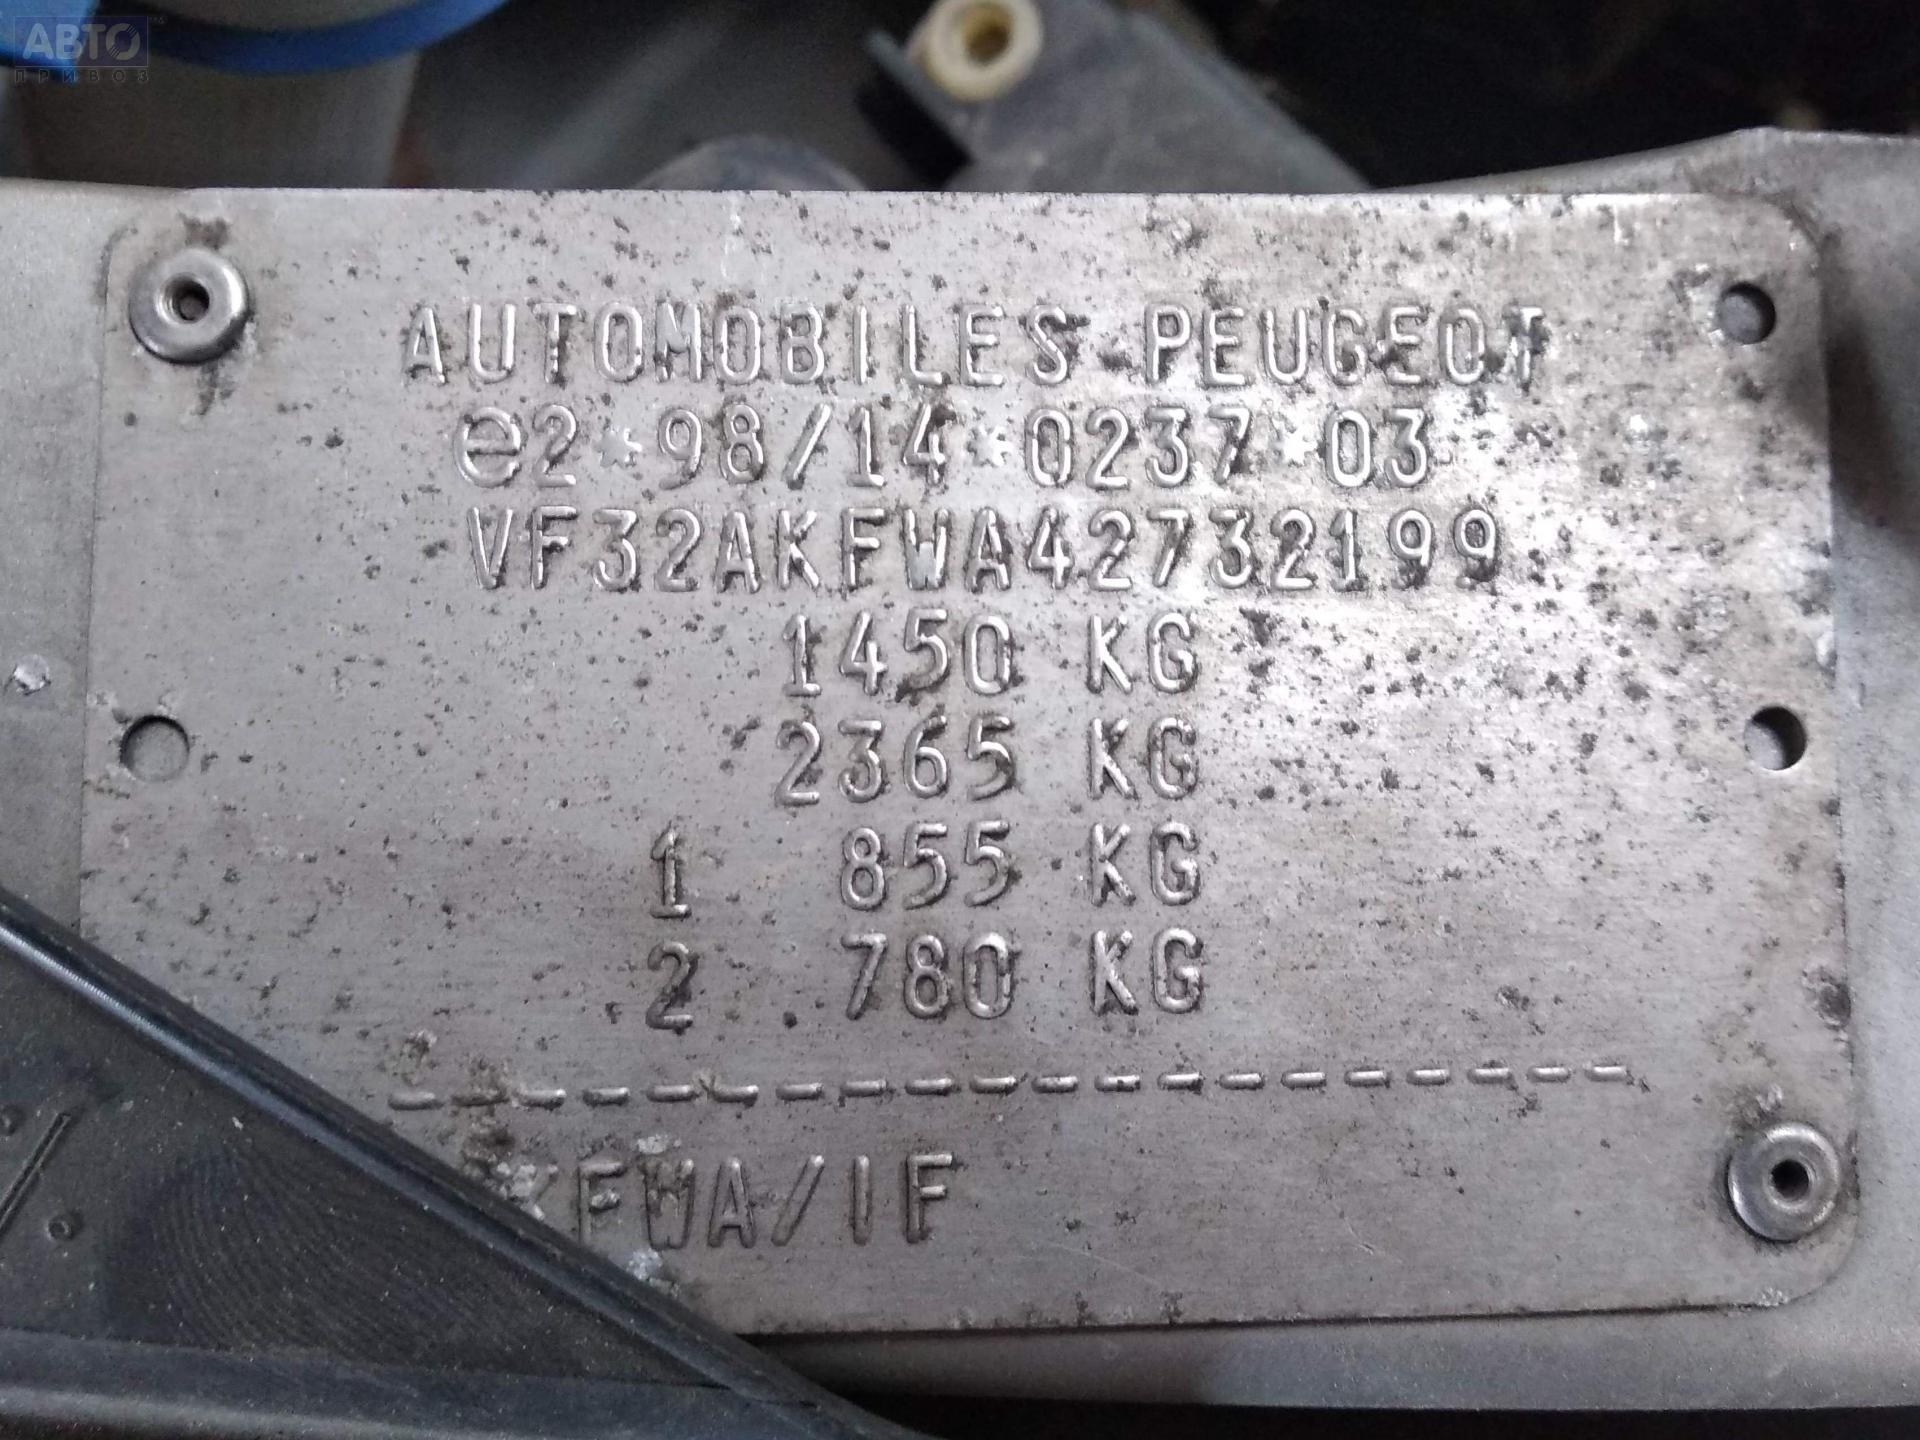 АВТО
ПРИВОЗ
AUTOMOBILES PEUGEOT
e2*98/14*0237*03
VF32AKFWA42732199
1450 KG
2365 KG
1 855 KG
2 780 KG
--------------------
KFWA/IF